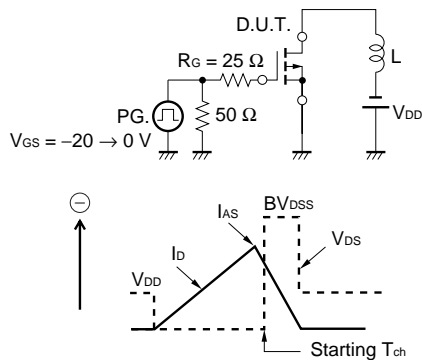 D.U.T.
RG = 25 Ω
L
PG.
50 Ω
VDD
VGS = −20 → 0 V
−
IAS
BVDSS
ID
VDS
VDD
Starting Tch